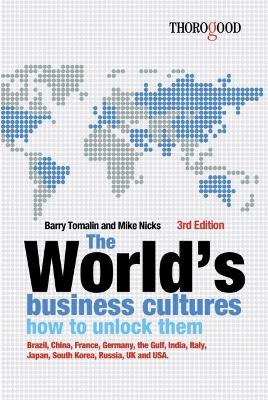 THOROGOOD
Barry Tomalin and Mike Nicks 3rd Edition
The
World's
business cultures
how to unlock them
Brazil, China, France, Germany, the Gulf, India, Italy,
Japan, South Korea, Russia, UK and USA.